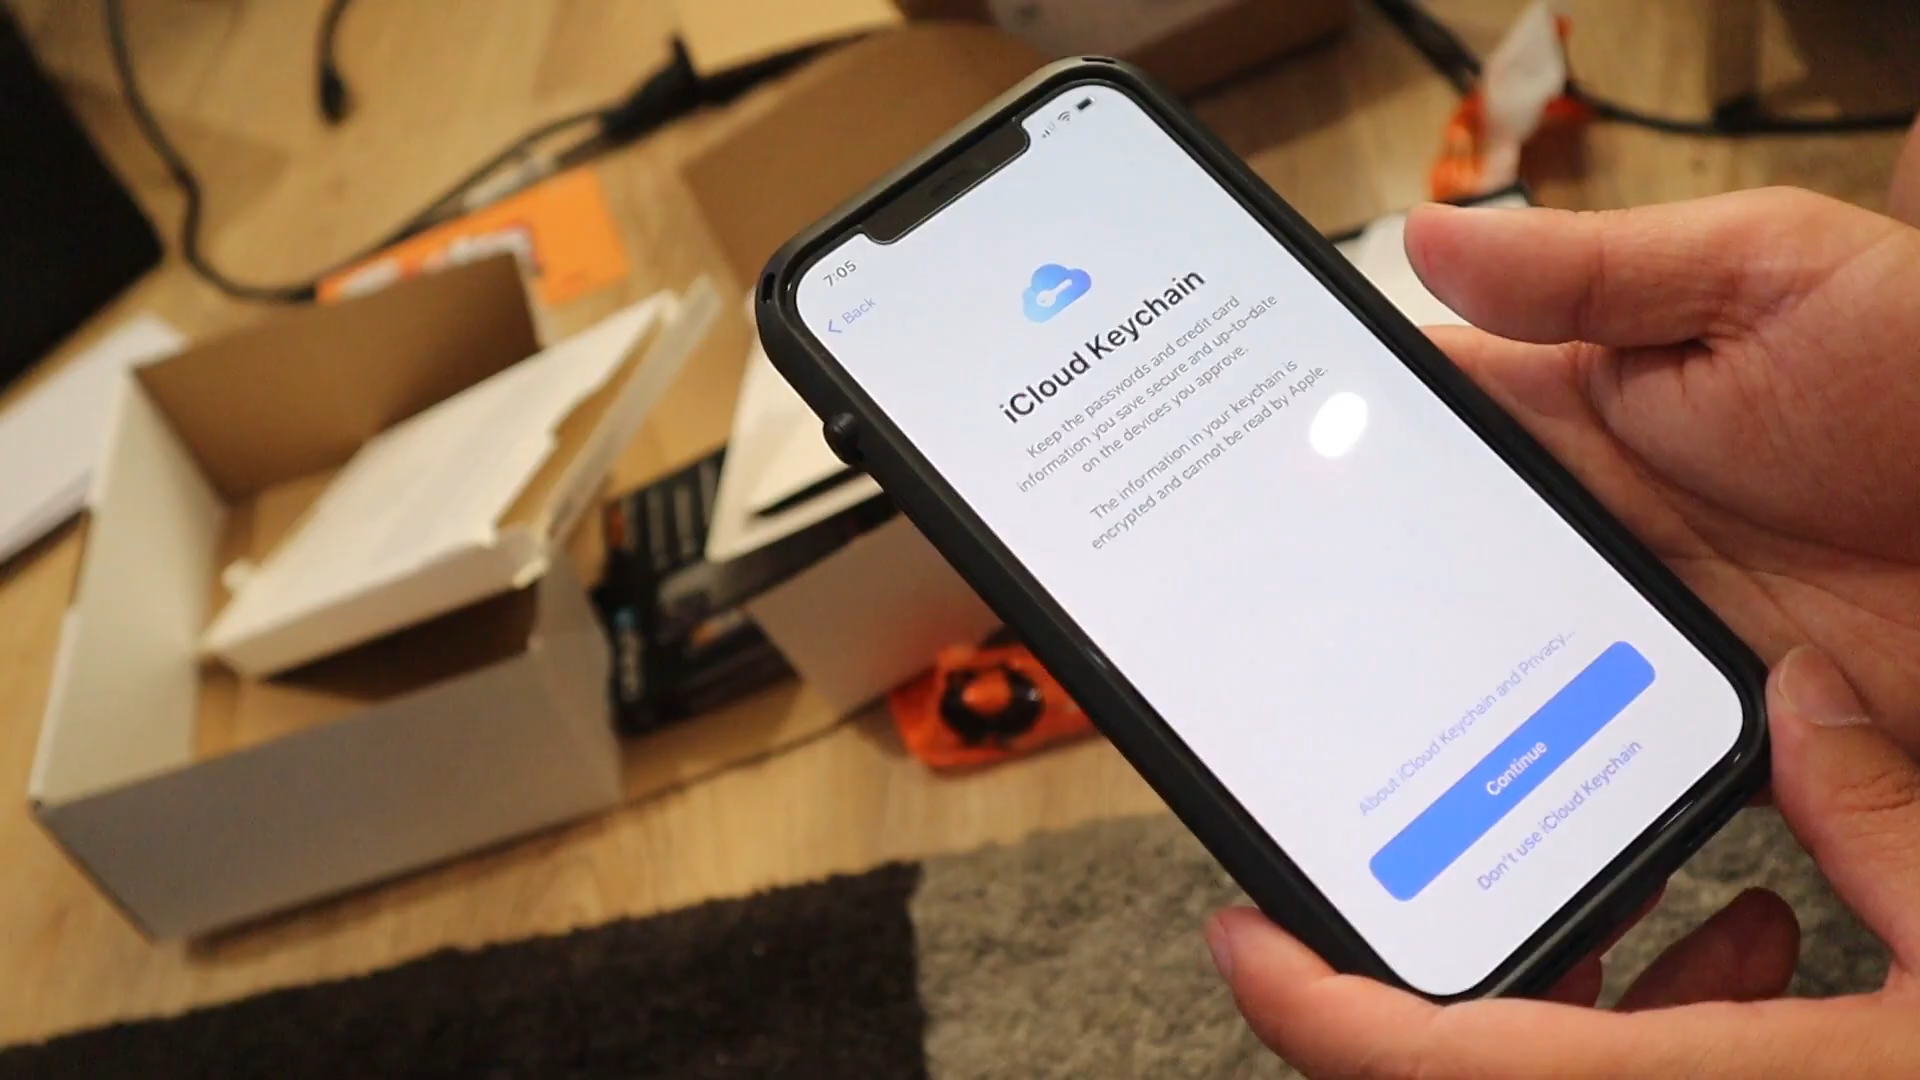 7:05
Back
iCloud Keychain
Keep the passwords and credit card
information you save secure and up-to-date
on the devices you approve.
The information in your keychain is
encrypted and cannot be read by Apple.
About iCloud Keychain and Privacy...
Continue
Don't use iCloud Keychain